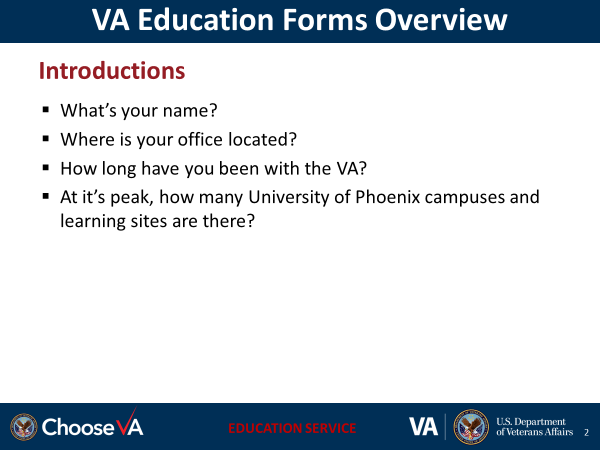 VA Education Forms Overview
Introductions
▪ What's your name?
▪ Where is your office located?
▪ How long have you been with the VA?
▪ At it's peak, how many University of Phoenix campuses and
learning sites are there?
ChooseVA
EDUCATION SERVICE
VA
U.S. Department
of Veterans Affairs
2